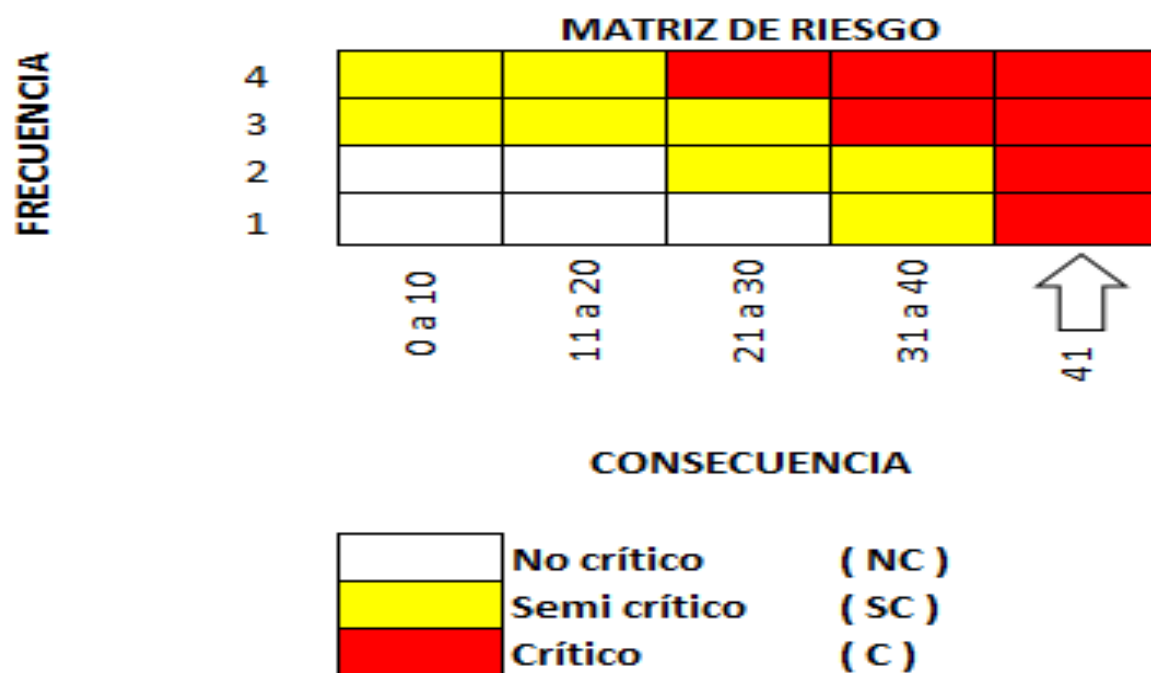 MATRIZ DE RIESGO
FRECUENCIA
4
3
2
1
0 a 10
11 a 20
21 a 30
31 a 40
41
CONSECUENCIA
No crítico ( NC )
Semi crítico ( SC )
Crítico ( C )